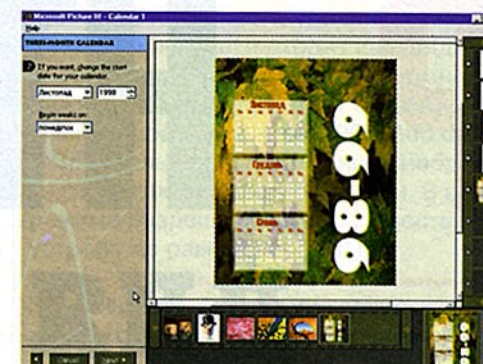 Microsoft Picture It! - Calendar 1
Help
THREE-MONTH CALENDAR
If you want, change the start
date for your calendar.
Листопад 1998
Begin weeks on:
понеділок
Листопад
Грудень
Січень
98-99
Cancel Next